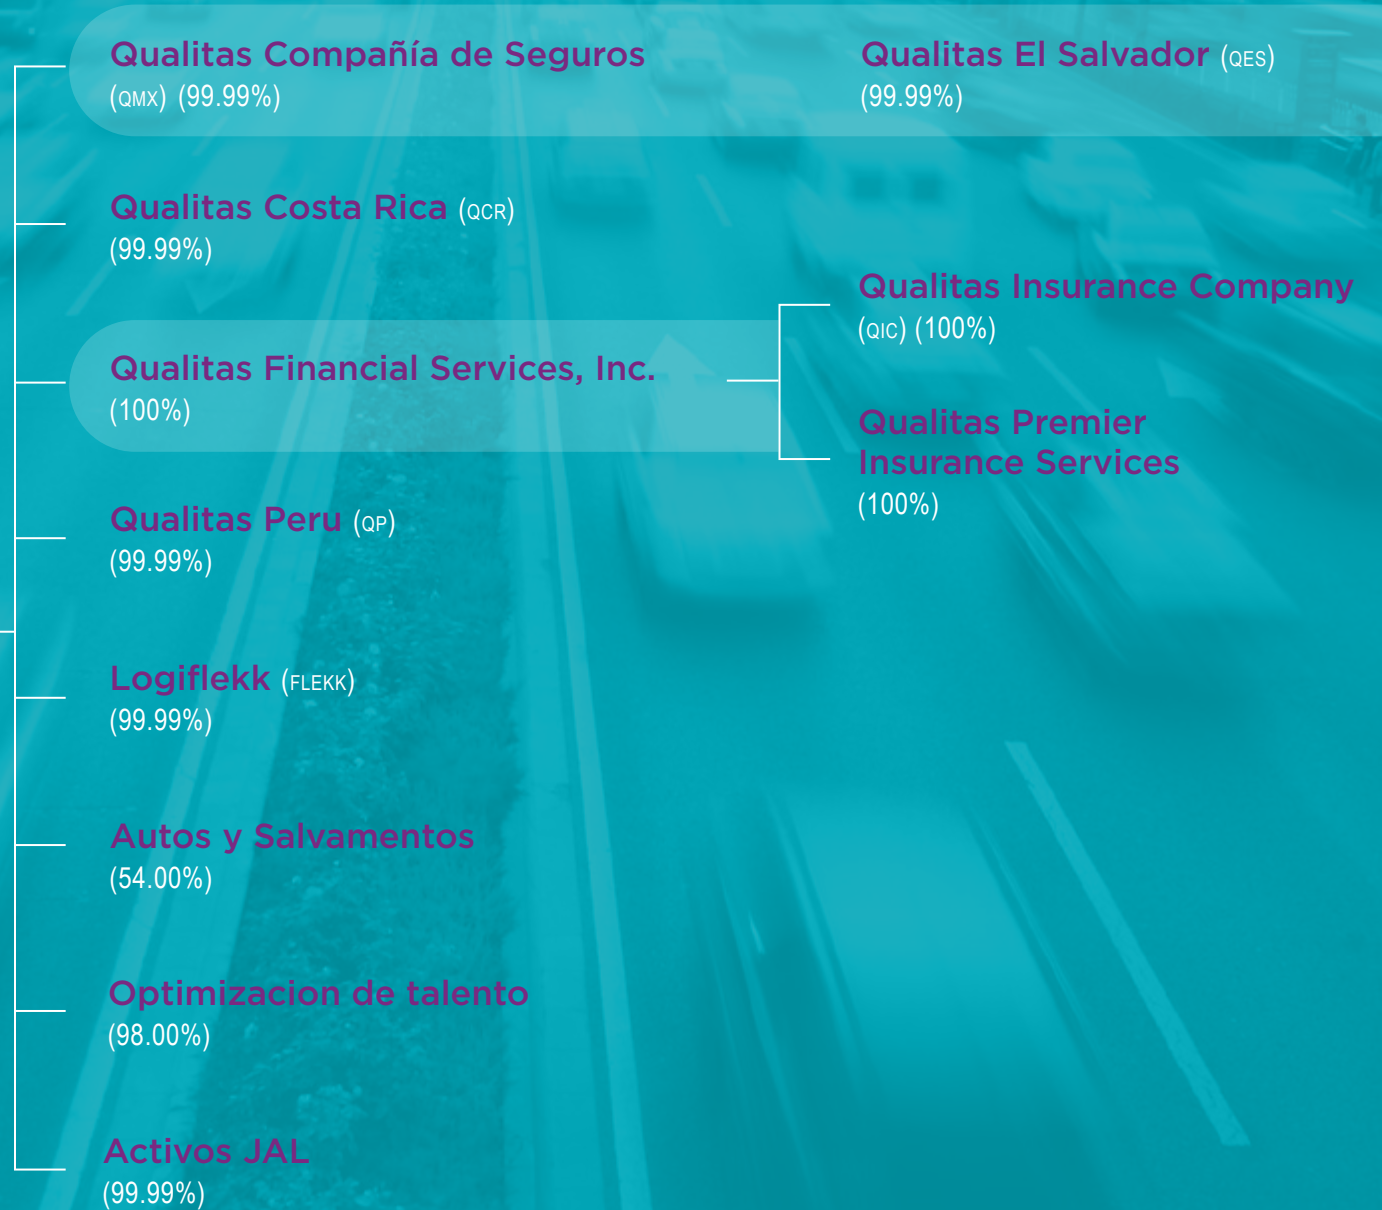 Qualitas Compañía de Seguros
(QMX) (99.99%)
Qualitas El Salvador (QES)
(99.99%)
Qualitas Costa Rica (QCR)
(99.99%)
Qualitas Financial Services, Inc.
(100%)
Qualitas Insurance Company
(QIC) (100%)
Qualitas Premier
Insurance Services
(100%)
Qualitas Peru (QP)
(99.99%)
Logiflekk (FLEKK)
(99.99%)
Autos y Salvamentos
(54.00%)
Optimizacion de talento
(98.00%)
Activos JAL
(99.99%)